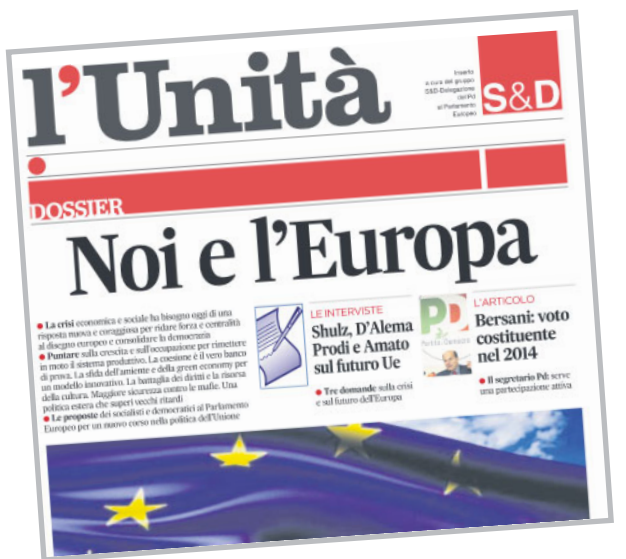 l'Unità
Inserto
a cura del gruppo
S&D-Delegazione
del Pd
al Parlamento
Europeo
S&D
DOSSIER
Noi e l'Europa
● La crisi economica e sociale ha bisogno oggi di una
risposta nuova e coraggiosa per ridare forza e centralità
al disegno europeo e consolidare la democrazia
● Puntare sulla crescita e sull'occupazione per rimettere
in moto il sistema produttivo. La coesione è il vero banco
di prova. La sfida dell'amiente e della green economy per
un modello innovativo. La battaglia dei diritti e la risorsa
della cultura. Maggiore sicurezza contro le mafie. Una
politica estera che superi vecchi ritardi
● Le proposte dei socialisti e democratici al Parlamento
Europeo per un nuovo corso nella politica dell'Unione
LE INTERVISTE
Shulz, D'Alema
Prodi e Amato
sul futuro Ue
● Tre domande sulla crisi
e sul futuro dell'Europa
PD
L'ARTICOLO
Bersani: voto
costituente
nel 2014
● Il segretario Pd: serve
una partecipazione attiva